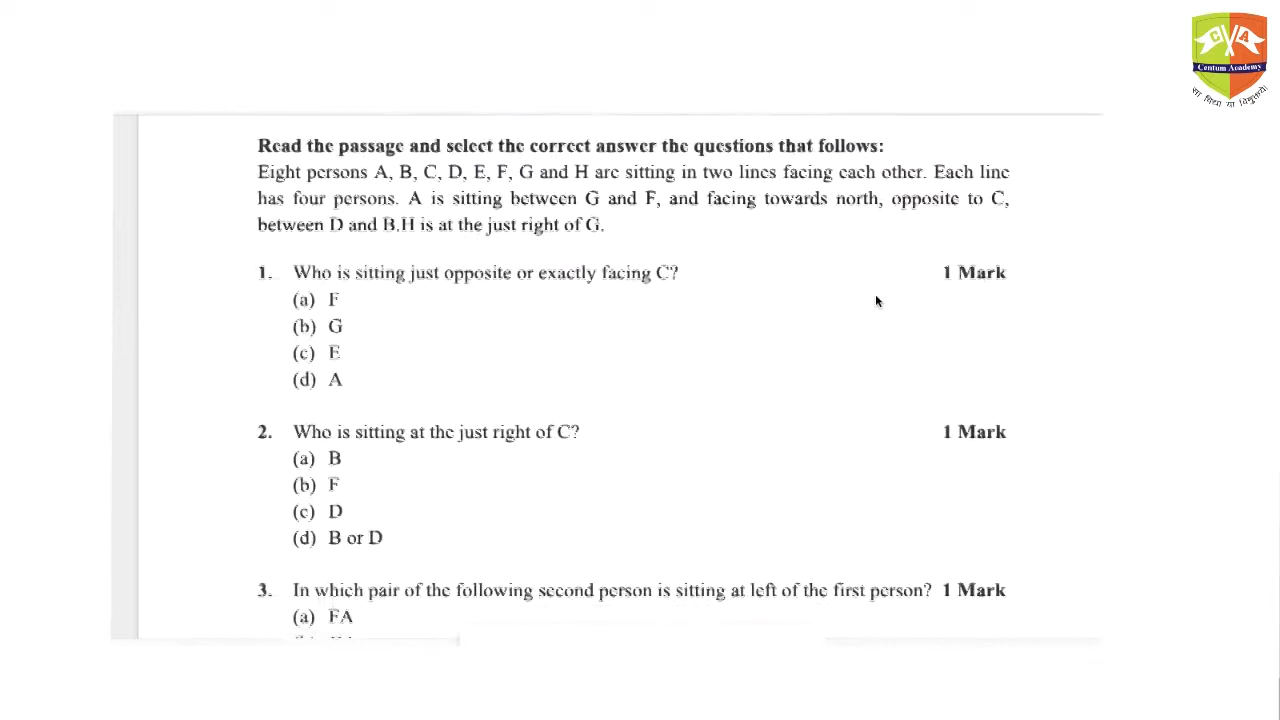 C A
Centum Academy
सा विद्या या विमुक्तये
Read the passage and select the correct answer the questions that follows:
Eight persons A, B, C, D, E, F, G and H are sitting in two lines facing each other. Each line
has four persons. A is sitting between G and F, and facing towards north, opposite to C,
between D and B.H is at the just right of G.
1. Who is sitting just opposite or exactly facing C? 1 Mark
(a) F
(b) G
(c) E
(d) A
2. Who is sitting at the just right of C? 1 Mark
(a) B
(b) F
(c) D
(d) B or D
3. In which pair of the following second person is sitting at left of the first person? 1 Mark
(a) FA